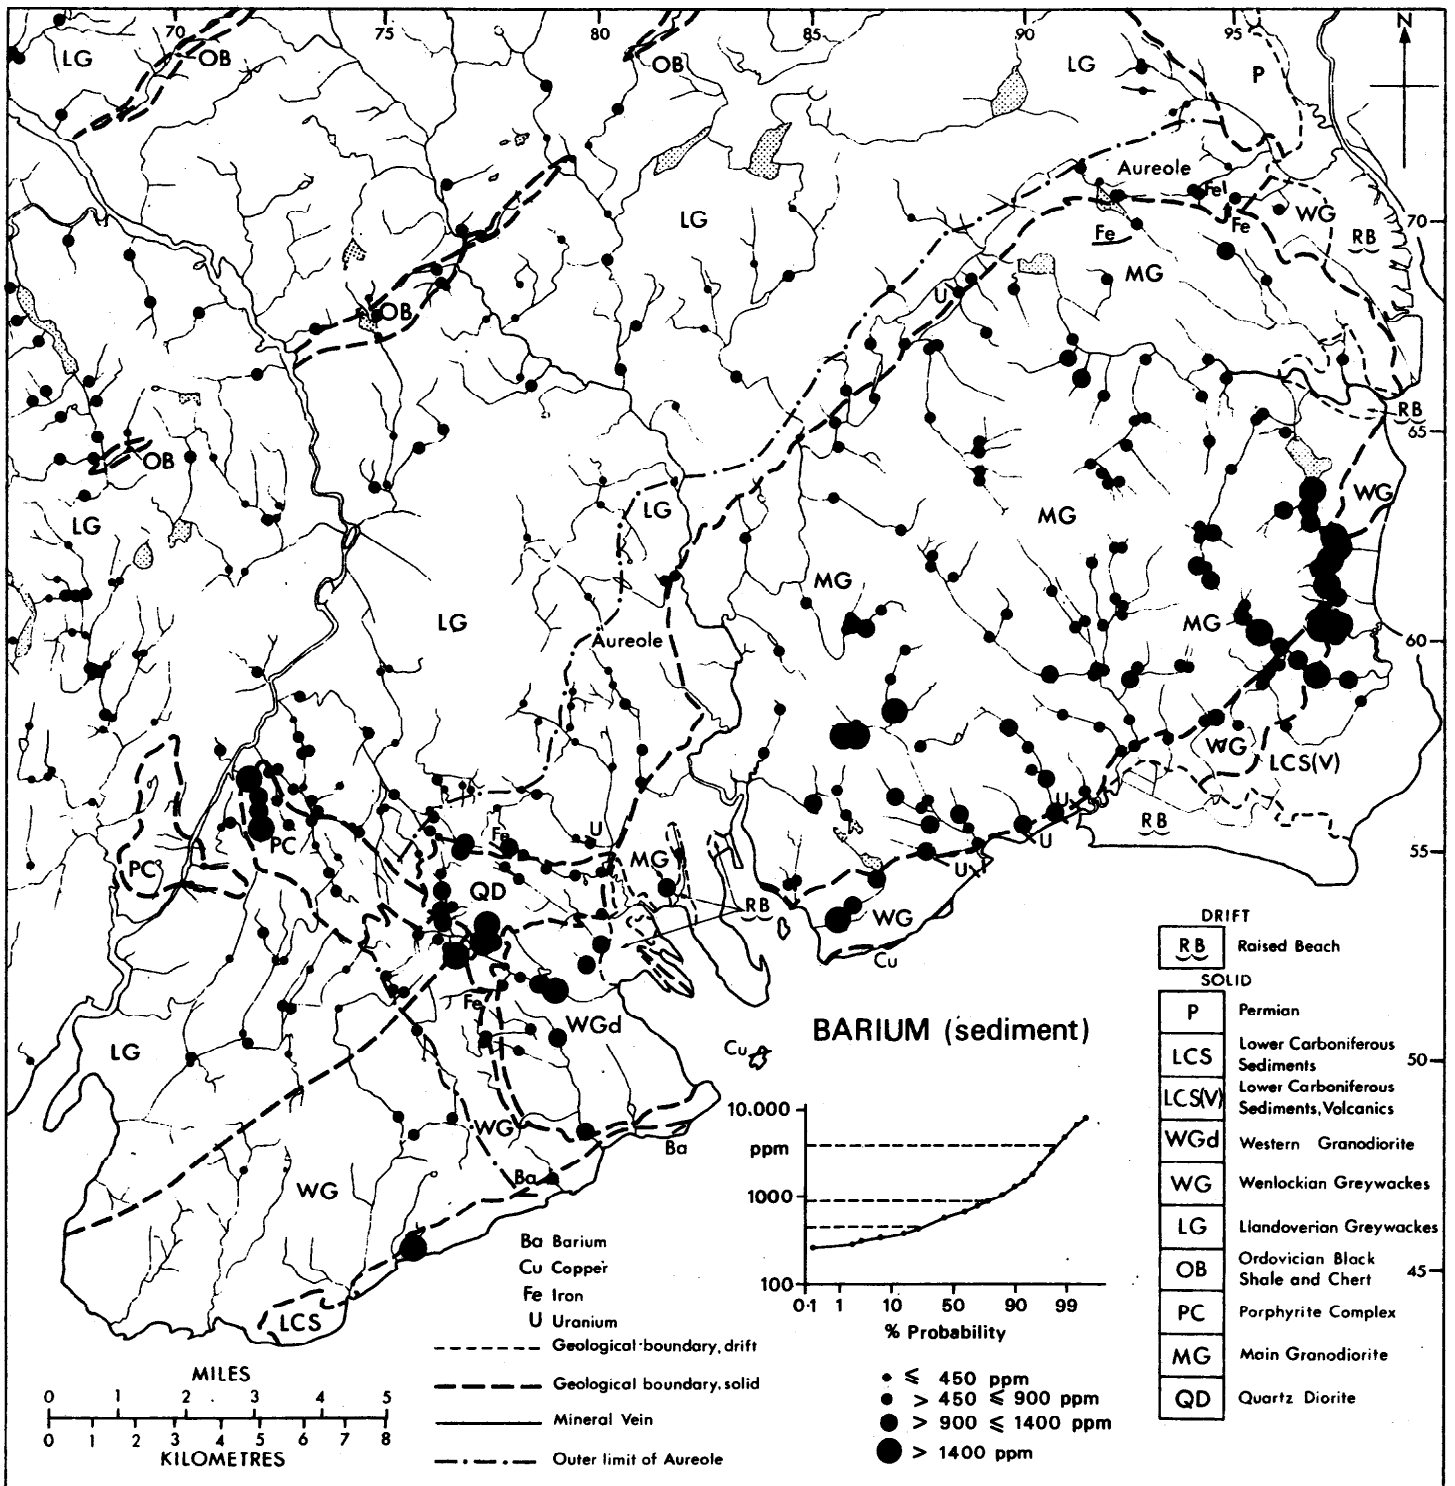 70 75 80 85 90 95
N
LG
OB
OB
LG
P
Aureole
Fe
LG
WG
70
Fe
Fe
RB
MG
U
OB
RB
65
OB
LG
WG
LG
MG
MG
LG
MG
60
Aureole
WG
LCS(V)
U
RB
Fe
U
PC
MG
U
55
PC
QD
U
RB
WG
Cu
Fe
WGd
LG
Cu
50
WG
Ba
Ba
WG
45
LCS
BARIUM (sediment)
10.000
ppm
1000
100
0·1 1 10 50 90 99
% Probability
Ba Barium
Cu Copper
Fe Iron
U Uranium
Geological boundary, drift
Geological boundary, solid
Mineral Vein
Outer limit of Aureole
MILES
0 1 2 3 4 5
0 1 2 3 4 5 6 7 8
KILOMETRES
≤ 450 ppm
> 450 ≤ 900 ppm
> 900 ≤ 1400 ppm
> 1400 ppm
DRIFT
RB Raised Beach
SOLID
P Permian
LCS Lower Carboniferous
Sediments
LCS(V) Lower Carboniferous
Sediments, Volcanics
WGd Western Granodiorite
WG Wenlockian Greywackes
LG Llandoverian Greywackes
OB Ordovician Black
Shale and Chert
PC Porphyrite Complex
MG Main Granodiorite
QD Quartz Diorite